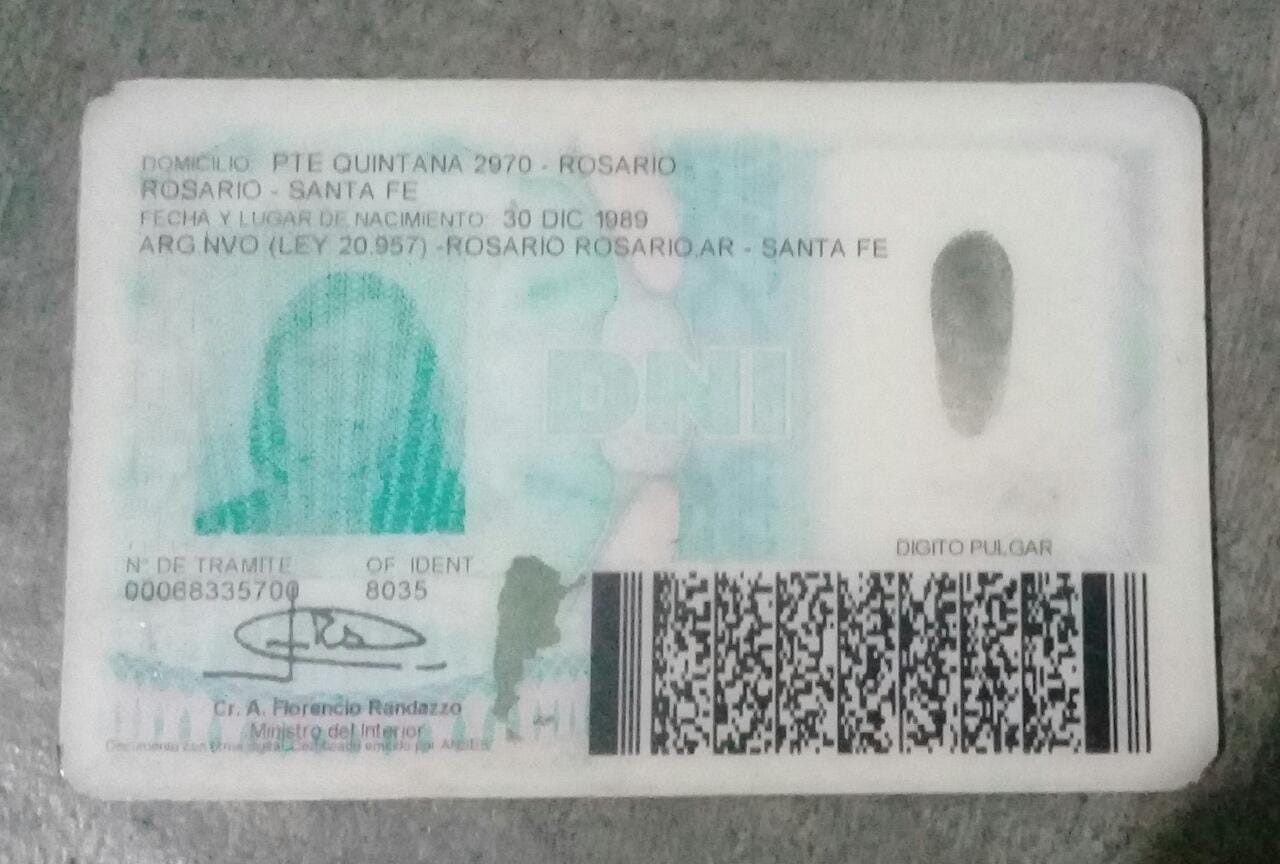 DOMICILIO: PTE QUINTANA 2970 - ROSARIO -
ROSARIO - SANTA FE
FECHA Y LUGAR DE NACIMIENTO: 30 DIC 1989
ARG.NVO (LEY 20.957) -ROSARIO ROSARIO,AR - SANTA FE
DNI
DIGITO PULGAR
N° DE TRAMITE OF IDENT
00068335700 8035
Cr. A. Florencio Randazzo
Ministro del Interior
Documento con firma digital. Certificado emitido por ANSES